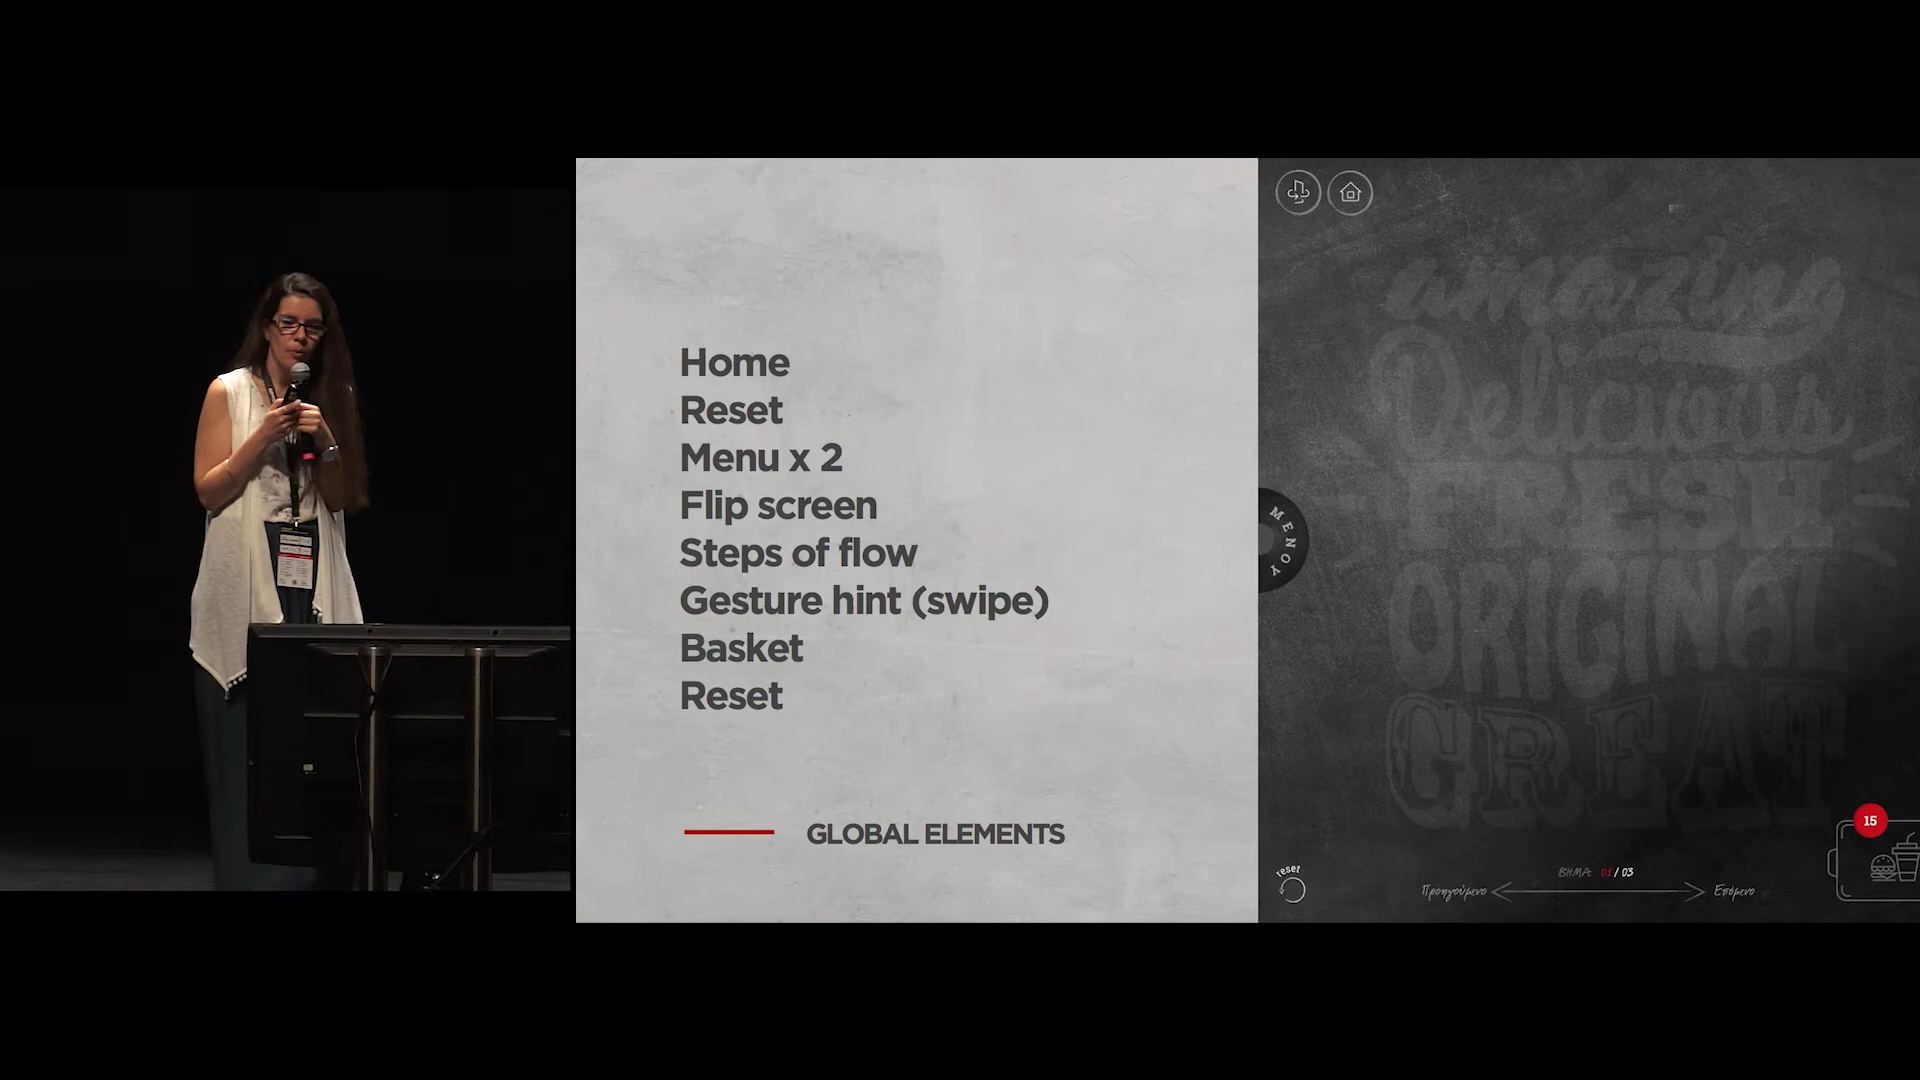 Home
Reset
Menu x 2
Flip screen
Steps of flow
Gesture hint (swipe)
Basket
Reset
GLOBAL ELEMENTS
amazing
Delicious
FRESH
ORIGINAL
GREAT
ΜΕΝΟΥ
15
reset
ΒΗΜΑ 01 / 03
Προηγούμενο
Επόμενο